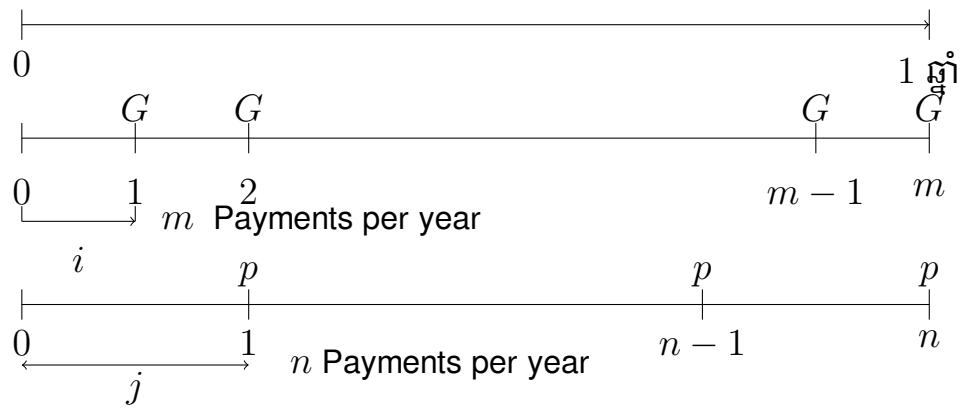 0 1 ឆ្នាំ
G G G G
0 1 2 m − 1 m
m Payments per year
i
p p p
0 1 n − 1 n
n Payments per year
j